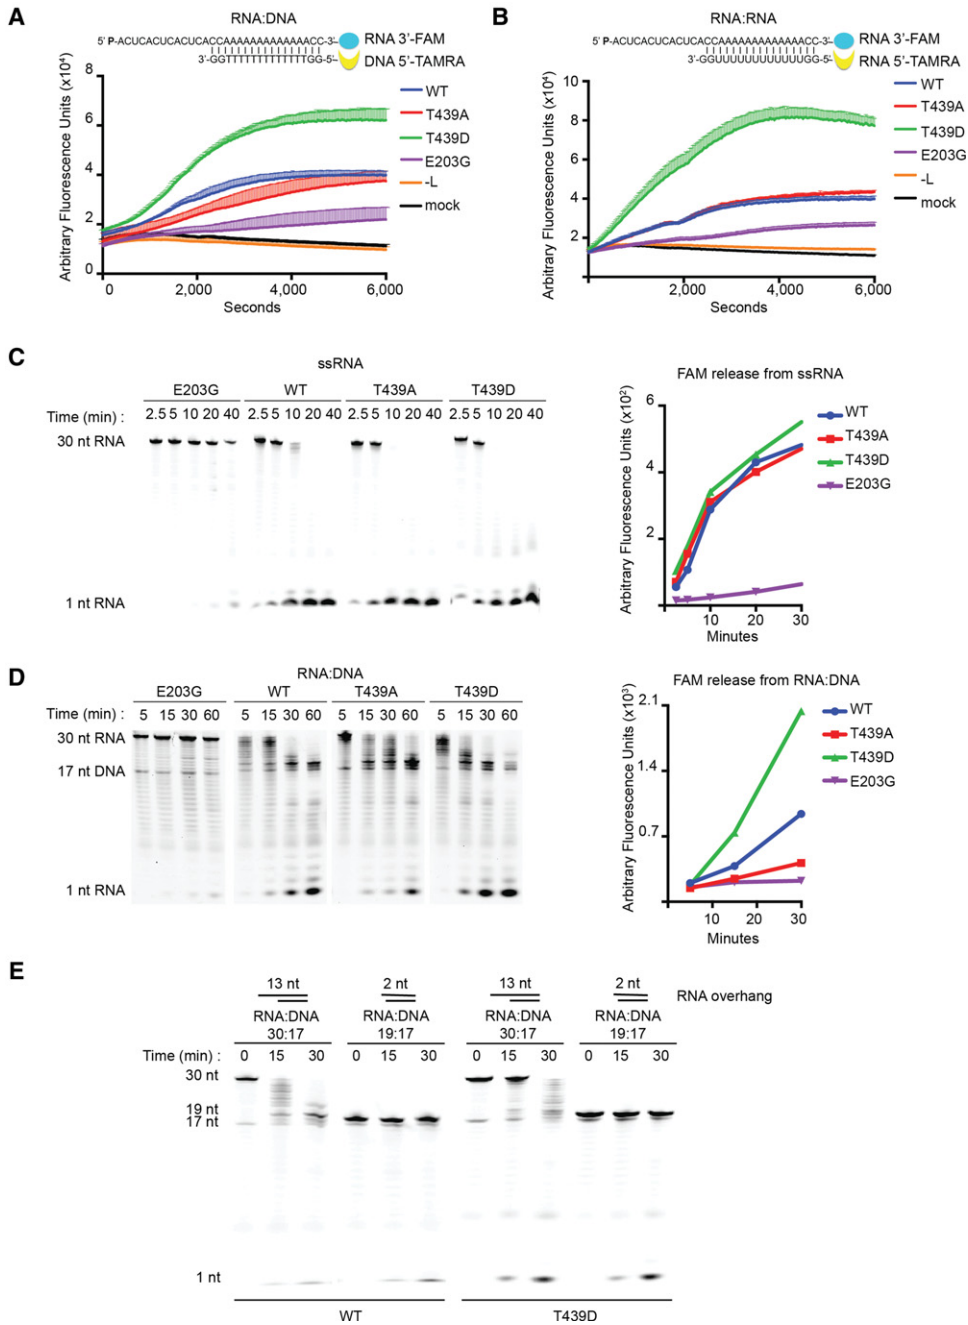 A
RNA:DNA
5' P-ACUCACUCACUCACCAAAAAAAAAAAAACC-3'
RNA 3'-FAM
3'-GGTTTTTTTTTTTTTGG-5'
DNA 5'-TAMRA
Arbitrary Fluorescence Units (x10⁴)
8
6
4
2
0
0
2,000
4,000
6,000
Seconds
WT
T439A
T439D
E203G
-L
mock
B
RNA:RNA
5' P-ACUCACUCACUCACCAAAAAAAAAAAAACC-3'
RNA 3'-FAM
3'-GGUUUUUUUUUUUUUGG-5'
RNA 5'-TAMRA
Arbitrary Fluorescence Units (x10⁴)
10
8
6
4
2
2,000
4,000
6,000
Seconds
WT
T439A
T439D
E203G
-L
mock
C
ssRNA
E203G WT T439A T439D
Time (min) : 2.5 5 10 20 40 2.5 5 10 20 40 2.5 5 10 20 40 2.5 5 10 20 40
30 nt RNA
1 nt RNA
FAM release from ssRNA
Arbitrary Fluorescence Units (x10²)
6
4
2
10 20 30
Minutes
WT
T439A
T439D
E203G
D
RNA:DNA
E203G WT T439A T439D
Time (min) : 5 15 30 60 5 15 30 60 5 15 30 60 5 15 30 60
30 nt RNA
17 nt DNA
1 nt RNA
FAM release from RNA:DNA
Arbitrary Fluorescence Units (x10³)
2.1
1.4
0.7
10 20 30
Minutes
WT
T439A
T439D
E203G
E
13 nt 2 nt 13 nt 2 nt RNA overhang
RNA:DNA RNA:DNA RNA:DNA RNA:DNA
30:17 19:17 30:17 19:17
Time (min) : 0 15 30 0 15 30 0 15 30 0 15 30
30 nt
19 nt
17 nt
1 nt
WT T439D